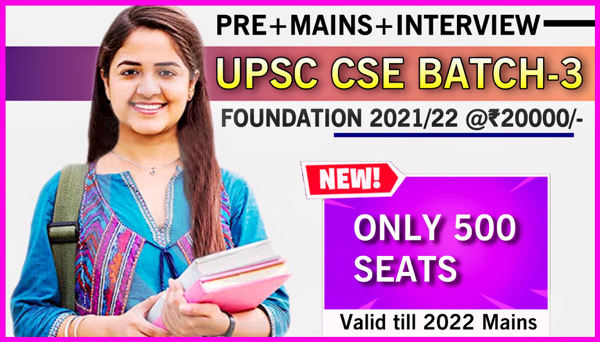 PRE+MAINS+INTERVIEW
UPSC CSE BATCH-3
FOUNDATION 2021/22 @₹20000/-
NEW!
ONLY 500
SEATS
Valid till 2022 Mains